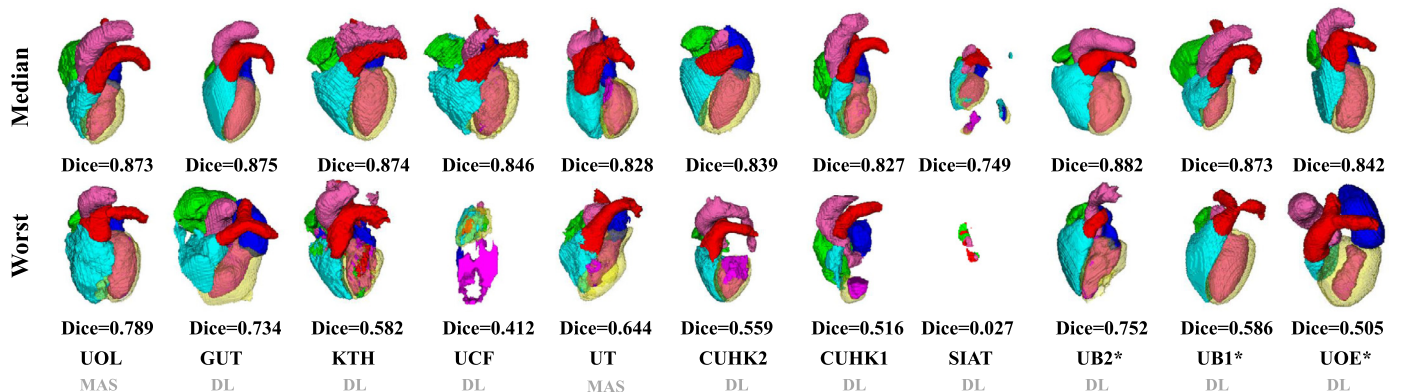 Median
Dice=0.873 Dice=0.875 Dice=0.874 Dice=0.846 Dice=0.828 Dice=0.839 Dice=0.827 Dice=0.749 Dice=0.882 Dice=0.873 Dice=0.842
Worst
Dice=0.789 Dice=0.734 Dice=0.582 Dice=0.412 Dice=0.644 Dice=0.559 Dice=0.516 Dice=0.027 Dice=0.752 Dice=0.586 Dice=0.505
UOL GUT KTH UCF UT CUHK2 CUHK1 SIAT UB2* UB1* UOE*
MAS DL DL DL MAS DL DL DL DL DL DL